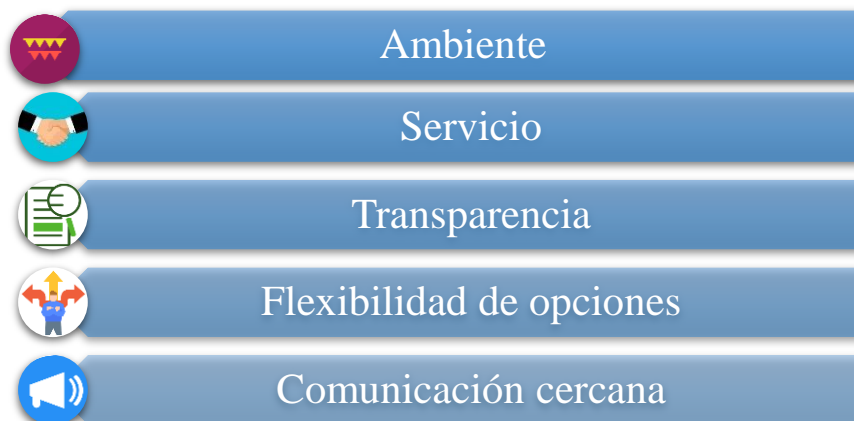 Ambiente
Servicio
Transparencia
Flexibilidad de opciones
Comunicación cercana